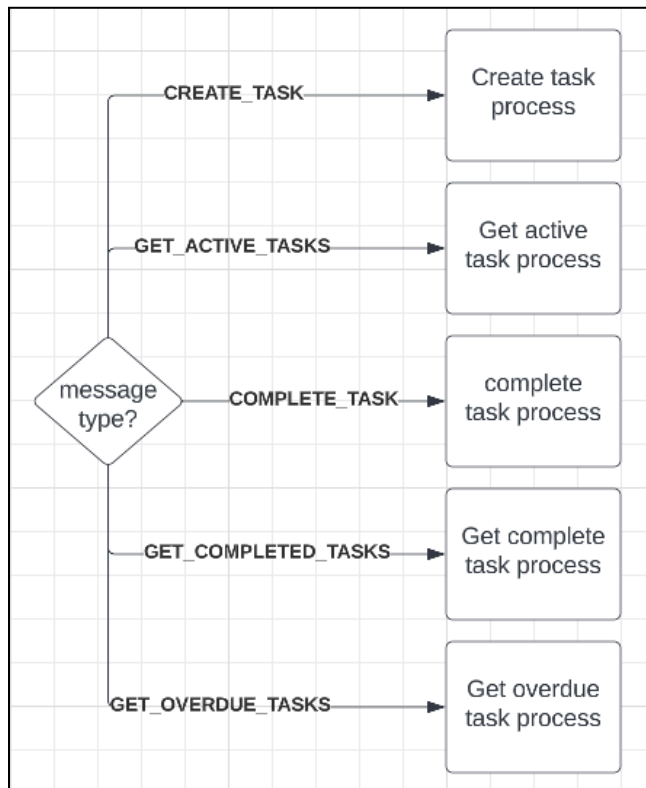 CREATE_TASK
Create task
process
GET_ACTIVE_TASKS
Get active
task process
message
type?
COMPLETE_TASK
complete
task process
GET_COMPLETED_TASKS
Get complete
task process
GET_OVERDUE_TASKS
Get overdue
task process